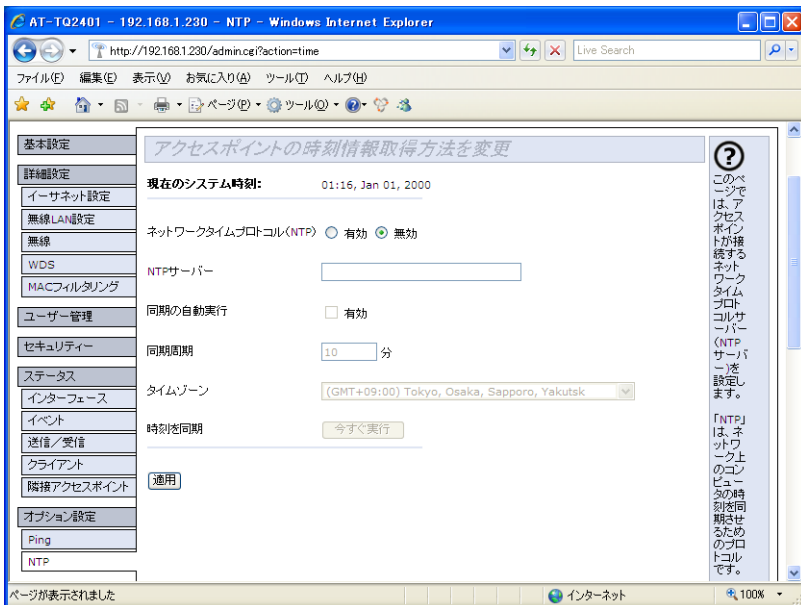 AT-TQ2401 - 192.168.1.230 - NTP - Windows Internet Explorer
http://192.168.1.230/admin.cgi?action=time
Live Search
ファイル(F) 編集(E) 表示(V) お気に入り(A) ツール(T) ヘルプ(H)
ページ(P) ツール(O)
基本設定
詳細設定
イーサネット設定
無線LAN設定
無線
WDS
MACフィルタリング
ユーザー管理
セキュリティー
ステータス
インターフェース
イベント
送信／受信
クライアント
隣接アクセスポイント
オプション設定
Ping
NTP
アクセスポイントの時刻情報取得方法を変更
現在のシステム時刻: 01:16, Jan 01, 2000
ネットワークタイムプロトコル(NTP) 有効 無効
NTPサーバー
同期の自動実行 有効
同期周期 10 分
タイムゾーン (GMT+09:00) Tokyo, Osaka, Sapporo, Yakutsk
時刻を同期 今すぐ実行
適用
?
このペ
ージで
は、ア
クセス
ポイン
トが接
続する
ネット
ワーク
タイム
プロト
コルサ
ーバー
(NTP
サーバ
ー)を
設定し
ます。
「NTP」
は、ネ
ットワ
ーク上
のコン
ピュー
タの時
刻を同
期させ
るため
のプロ
トコル
です。
ページが表示されました
インターネット
100%